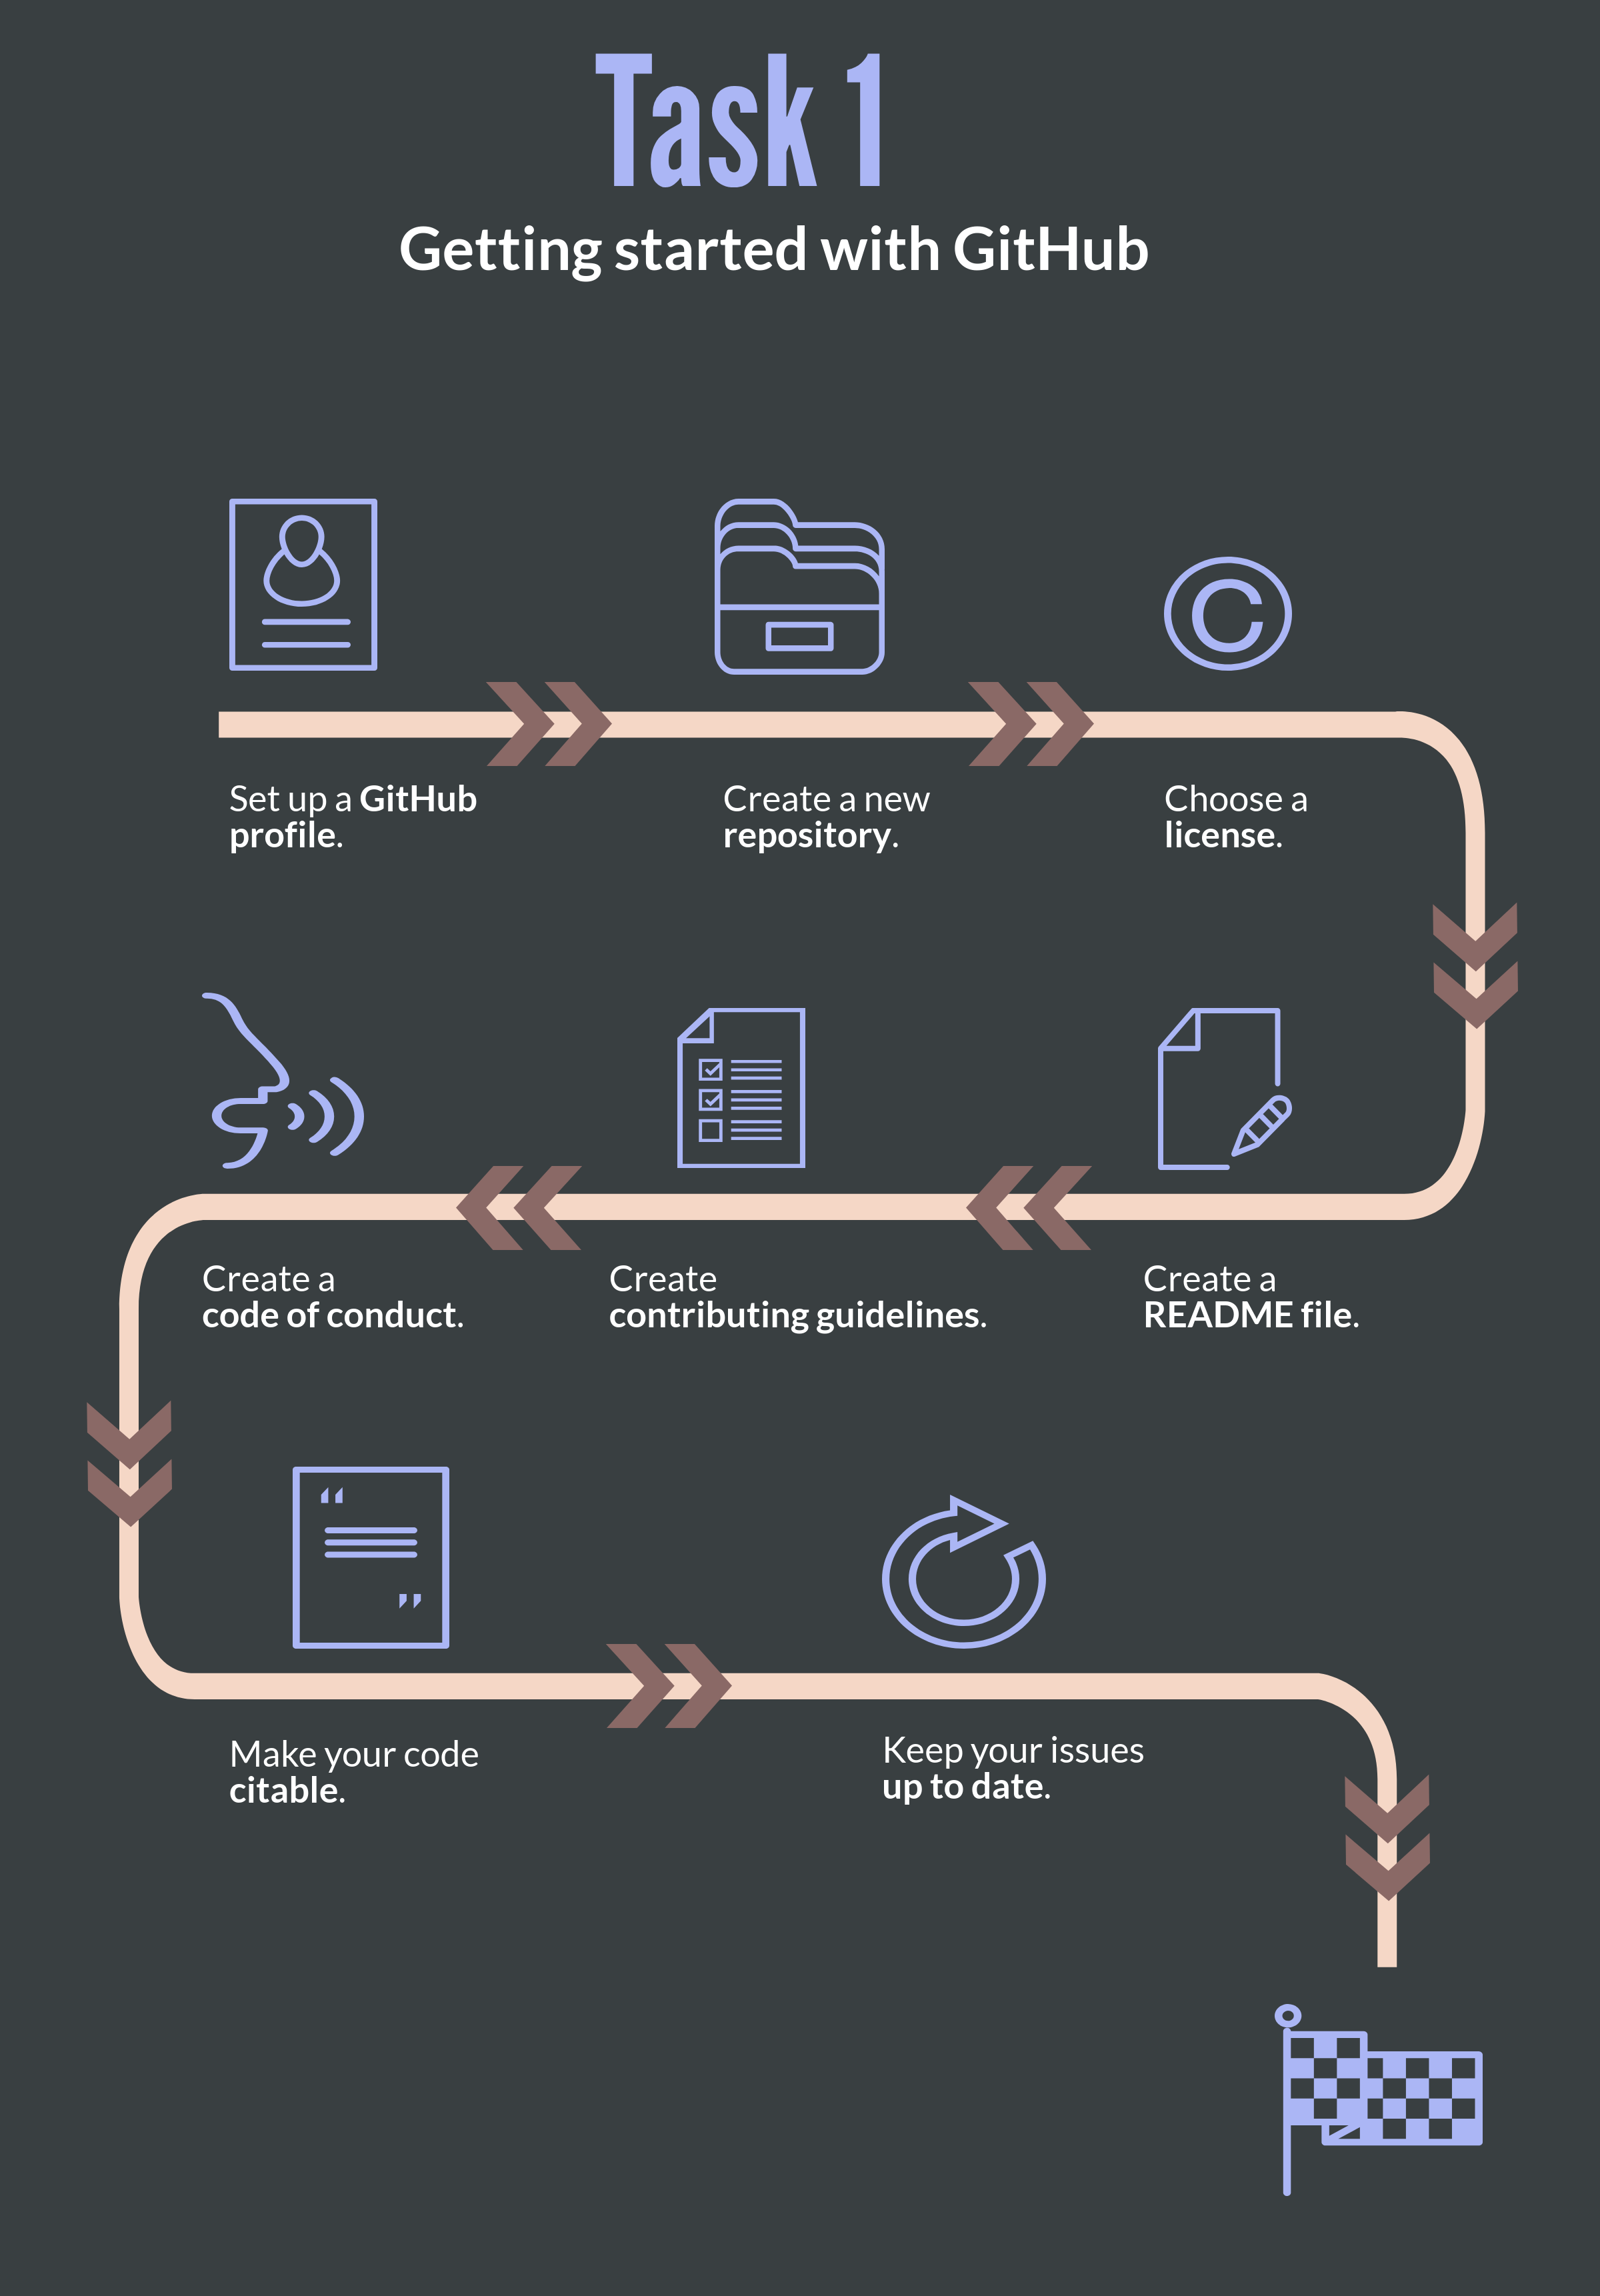 Task 1
Getting started with GitHub
Set up a GitHub
profile.
Create a new
repository.
Choose a
license.
Create a
README file.
Create
contributing guidelines.
Create a
code of conduct.
Make your code
citable.
Keep your issues
up to date.